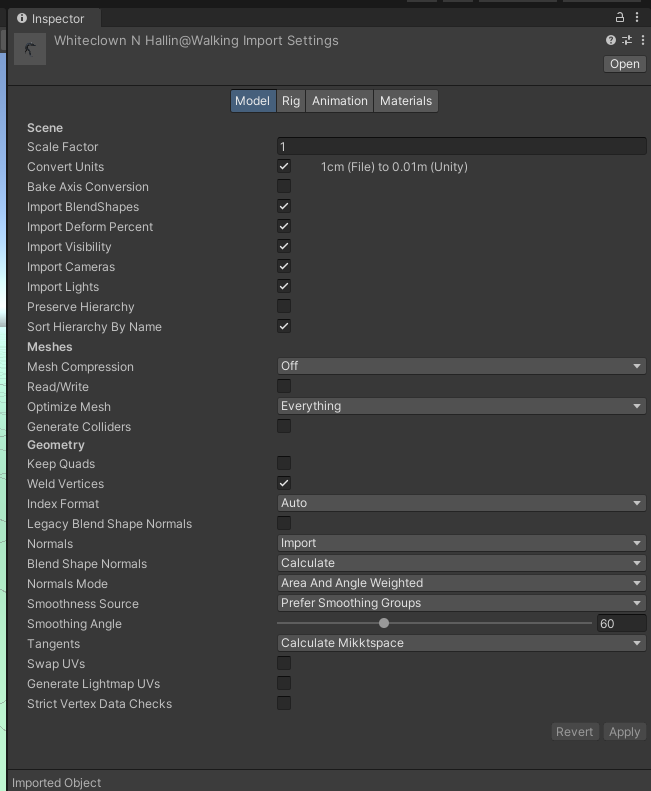 Inspector
Whiteclown N Hallin@Walking Import Settings
Open
Model Rig Animation Materials
Scene
Scale Factor 1
Convert Units 1cm (File) to 0.01m (Unity)
Bake Axis Conversion
Import BlendShapes
Import Deform Percent
Import Visibility
Import Cameras
Import Lights
Preserve Hierarchy
Sort Hierarchy By Name
Meshes
Mesh Compression Off
Read/Write
Optimize Mesh Everything
Generate Colliders
Geometry
Keep Quads
Weld Vertices
Index Format Auto
Legacy Blend Shape Normals
Normals Import
Blend Shape Normals Calculate
Normals Mode Area And Angle Weighted
Smoothness Source Prefer Smoothing Groups
Smoothing Angle 60
Tangents Calculate Mikktspace
Swap UVs
Generate Lightmap UVs
Strict Vertex Data Checks
Revert Apply
Imported Object